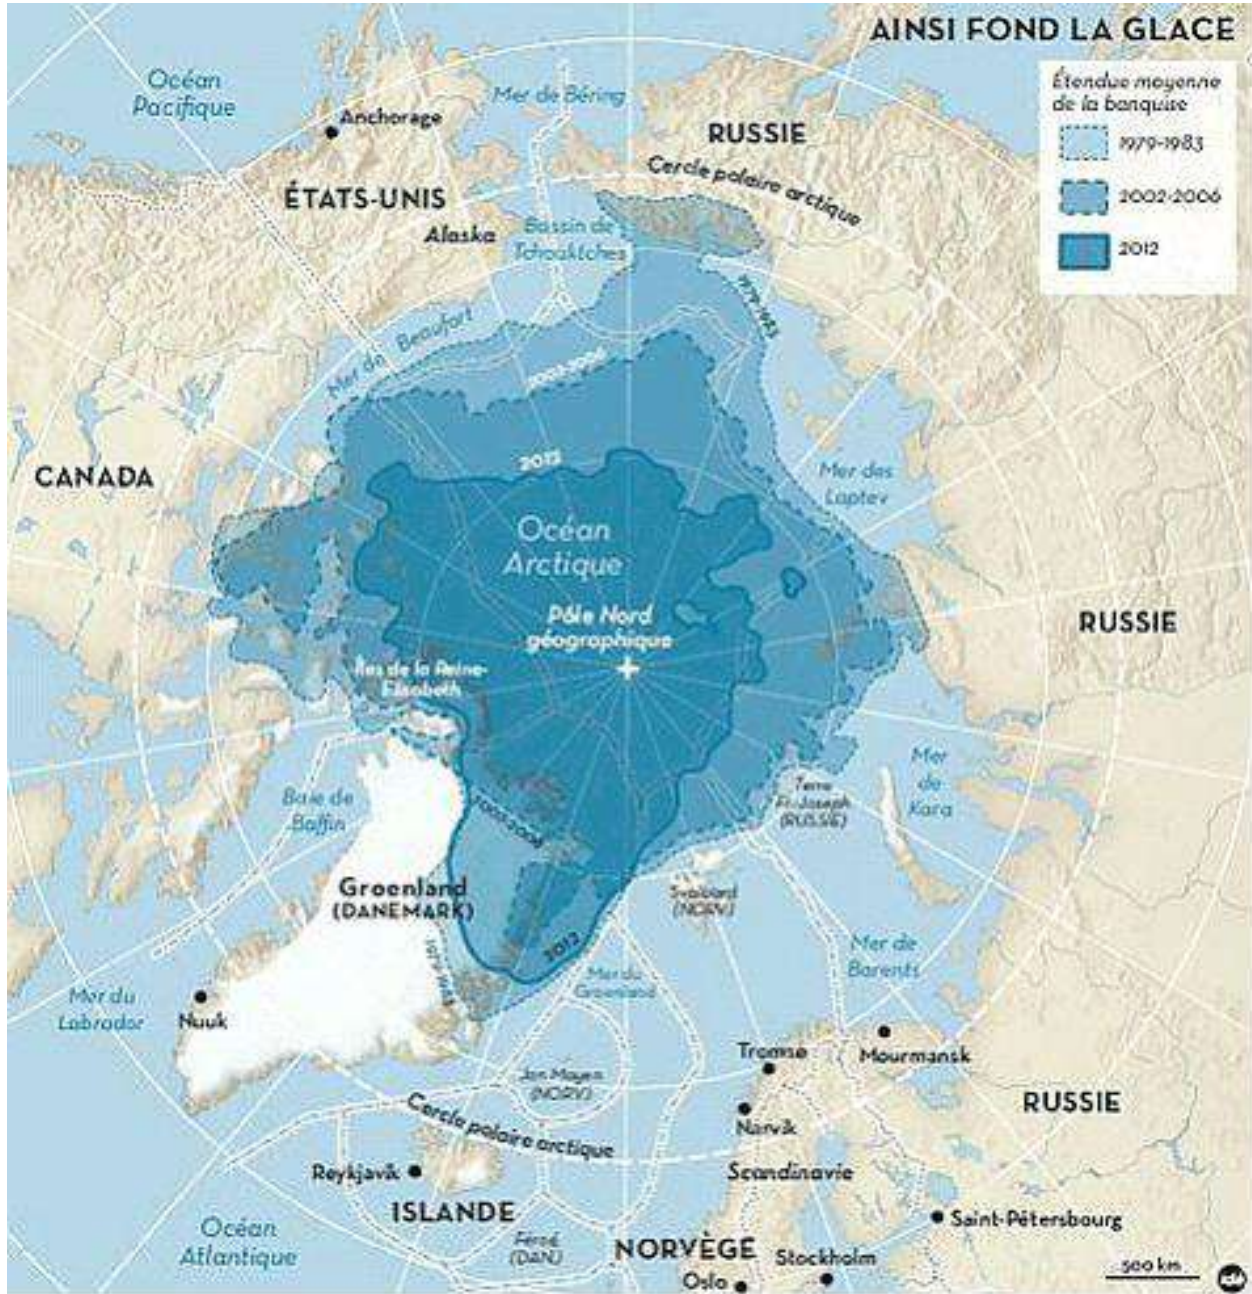 AINSI FOND LA GLACE
Étendue moyenne
de la banquise
1979-1983
2002-2006
2012
Océan
Pacifique
Anchorage
Mer de Béring
RUSSIE
Cercle polaire arctique
ÉTATS-UNIS
Alaska
Bassin de
Tchouktches
1979-1983
Mer de Beaufort
2002-2006
2012
CANADA
Mer des
Laptev
Océan
Arctique
Pôle Nord
géographique
RUSSIE
Îles de la Reine-
Elisabeth
Mer
de
Kara
Baie de
Baffin
Terre
Fr.-Joseph
(RUSSIE)
2002-2006
Groenland
(DANEMARK)
Svalbard
(NORV.)
1979-1983
2012
Mer du
Groenland
Mer de
Barents
Mer du
Labrador
Nuuk
Tromsø
Mourmansk
Jan Mayen
(NORV.)
RUSSIE
Cercle polaire arctique
Narvik
Reykjavik
Scandinavie
ISLANDE
Saint-Pétersbourg
Océan
Atlantique
Féroé
(DAN.)
NORVÈGE
Stockholm
Oslo
500 km
idé